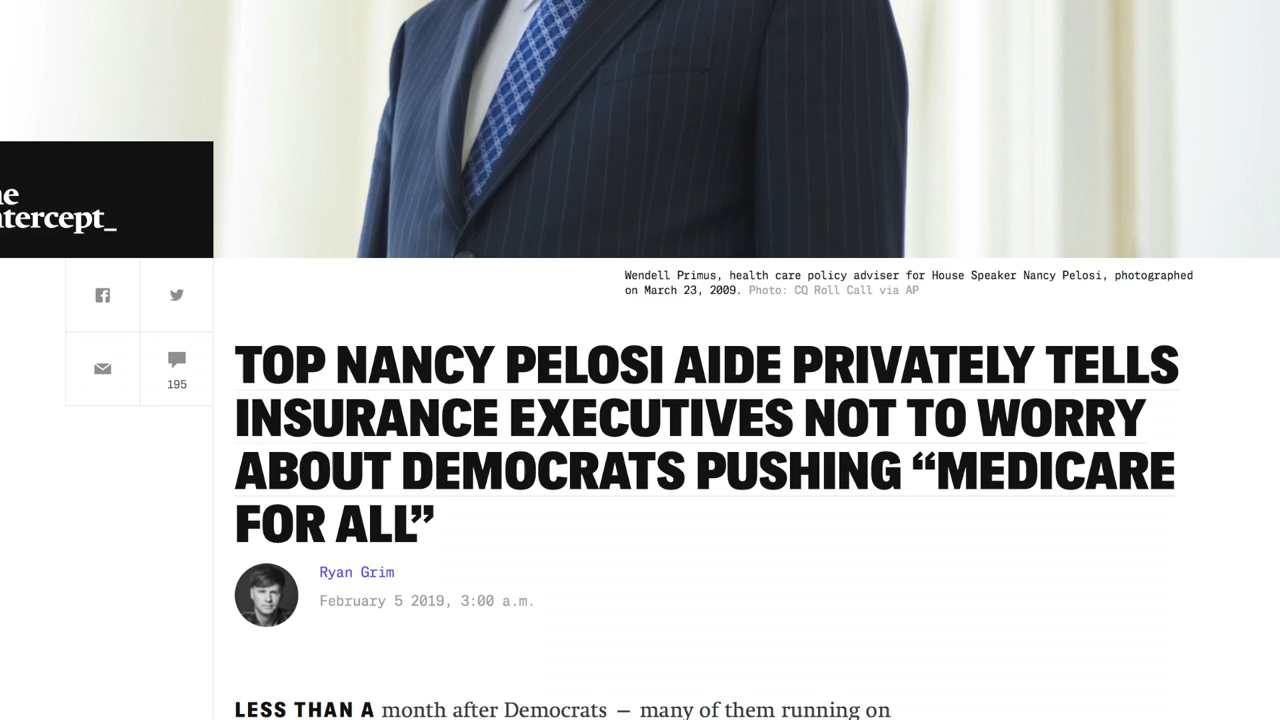 ntercept_
Wendell Primus, health care policy adviser for House Speaker Nancy Pelosi, photographed
on March 23, 2009. Photo: CQ Roll Call via AP
195
TOP NANCY PELOSI AIDE PRIVATELY TELLS
INSURANCE EXECUTIVES NOT TO WORRY
ABOUT DEMOCRATS PUSHING “MEDICARE
FOR ALL”
Ryan Grim
February 5 2019, 3:00 a.m.
LESS THAN A month after Democrats — many of them running on